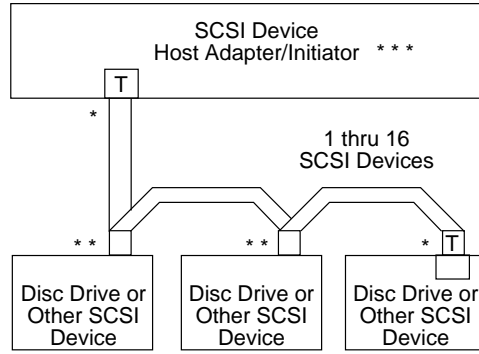 SCSI Device
Host Adapter/Initiator * * *
T
*
1 thru 16
SCSI Devices
* *
* *
* T
Disc Drive or
Other SCSI
Device
Disc Drive or
Other SCSI
Device
Disc Drive or
Other SCSI
Device